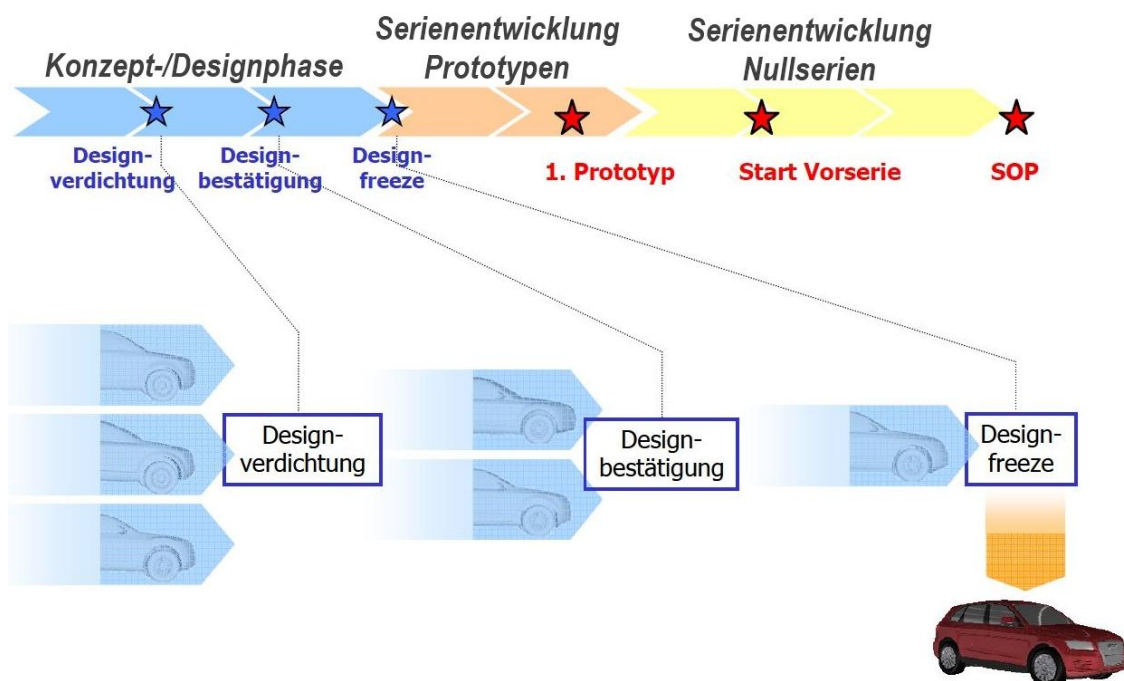 Konzept-/Designphase
Serienentwicklung
Prototypen
Serienentwicklung
Nullserien
Design-
verdichtung
Design-
bestätigung
Design-
freeze
1. Prototyp
Start Vorserie
SOP
Design-
verdichtung
Design-
bestätigung
Design-
freeze